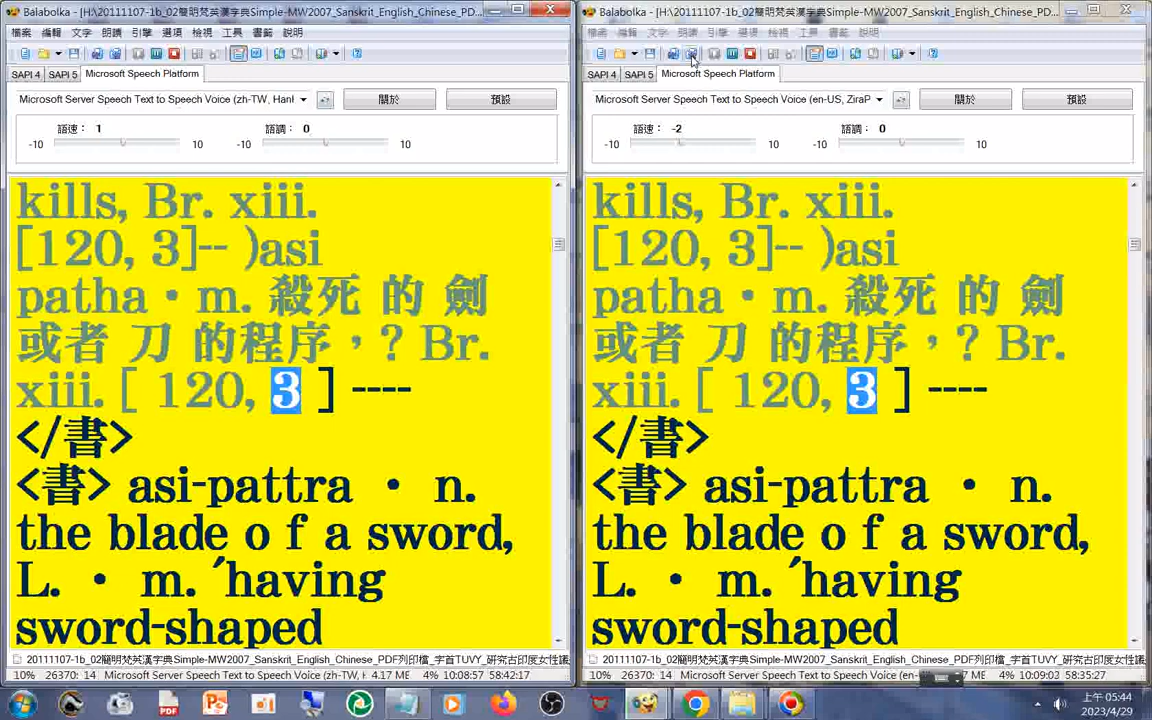 Balabolka - [H:\20111107-1b_02簡明梵英漢字典Simple-MW2007_Sanskrit_English_Chinese_PD...
檔案 編輯 文字 朗讀 引擎 選項 檢視 工具 書籤 說明
SAPI 4 SAPI 5 Microsoft Speech Platform
Microsoft Server Speech Text to Speech Voice (zh-TW, Hanl
關於 預設
語速： 1 語調： 0
-10 10 -10 10
kills, Br. xiii.
[120, 3]-- )asi
patha · m. 殺死 的 劍
或者 刀 的程序，? Br.
xiii. [ 120, 3 ] ----
</書>
<書> asi-pattra · n.
the blade o f a sword,
L. · m. ´having
sword-shaped
20111107-1b_02簡明梵英漢字典Simple-MW2007_Sanskrit_English_Chinese_PDF列印檔_字首TUVY_研究古印度女性議
10% 26370: 14 Microsoft Server Speech Text to Speech Voice (zh-TW, H 4.17 ME 4% 10:08:57 58:42:17
Balabolka - [H:\20111107-1b_02簡明梵英漢字典Simple-MW2007_Sanskrit_English_Chinese_PD...
檔案 編輯 文字 朗讀 引擎 選項 檢視 工具 書籤 說明
SAPI 4 SAPI 5 Microsoft Speech Platform
Microsoft Server Speech Text to Speech Voice (en-US, ZiraP
關於 預設
語速： -2 語調： 0
-10 10 -10 10
kills, Br. xiii.
[120, 3]-- )asi
patha · m. 殺死 的 劍
或者 刀 的程序，? Br.
xiii. [ 120, 3 ] ----
</書>
<書> asi-pattra · n.
the blade o f a sword,
L. · m. ´having
sword-shaped
20111107-1b_02簡明梵英漢字典Simple-MW2007_Sanskrit_English_Chinese_PDF列印檔_字首TUVY_研究古印度女性議
10% 26370: 14 Microsoft Server Speech Text to Speech Voice (en-US 4% 10:09:03 58:35:27
上午 05:44
2023/4/29